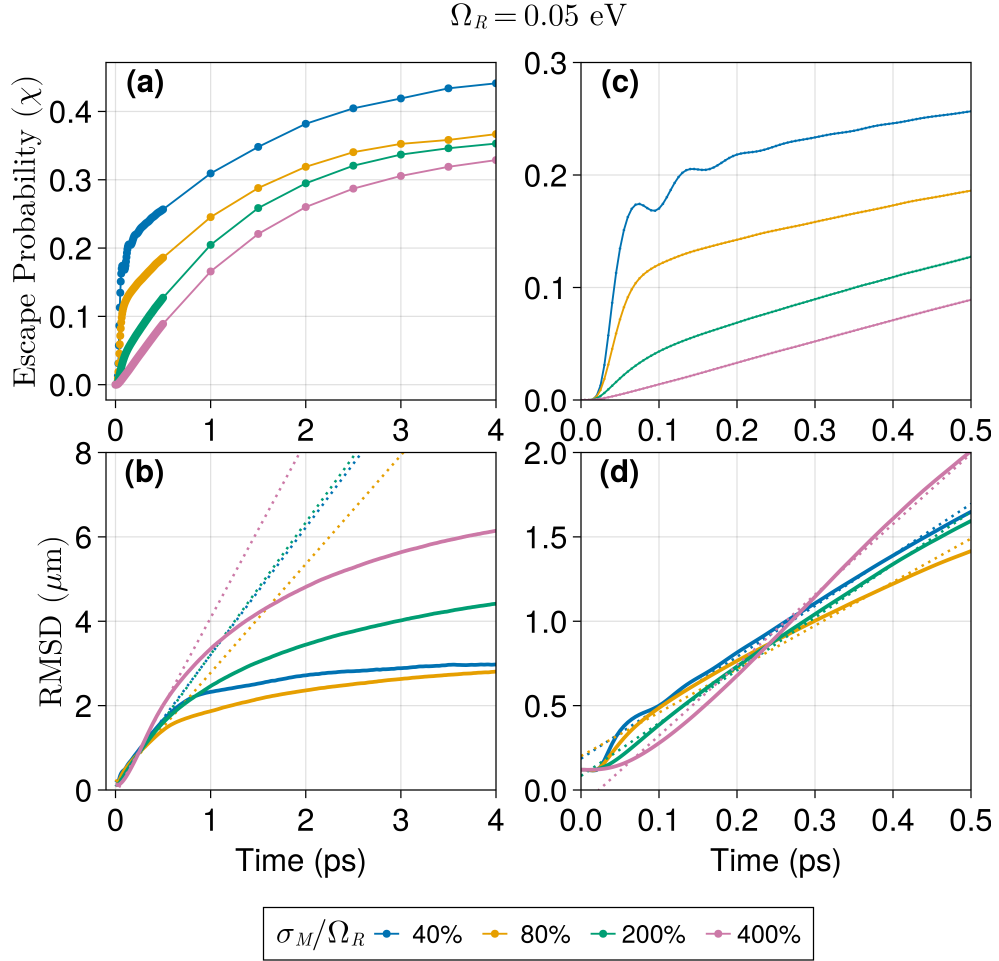 Ω_R = 0.05 eV
Escape Probability (χ)
(a)
0.4
0.3
0.2
0.1
0.0
0 1 2 3 4
(c)
0.3
0.2
0.1
0.0
0.0 0.1 0.2 0.3 0.4 0.5
RMSD (μm)
(b)
8
6
4
2
0
0 1 2 3 4
Time (ps)
(d)
2.0
1.5
1.0
0.5
0.0
0.0 0.1 0.2 0.3 0.4 0.5
Time (ps)
σ_M/Ω_R 40% 80% 200% 400%